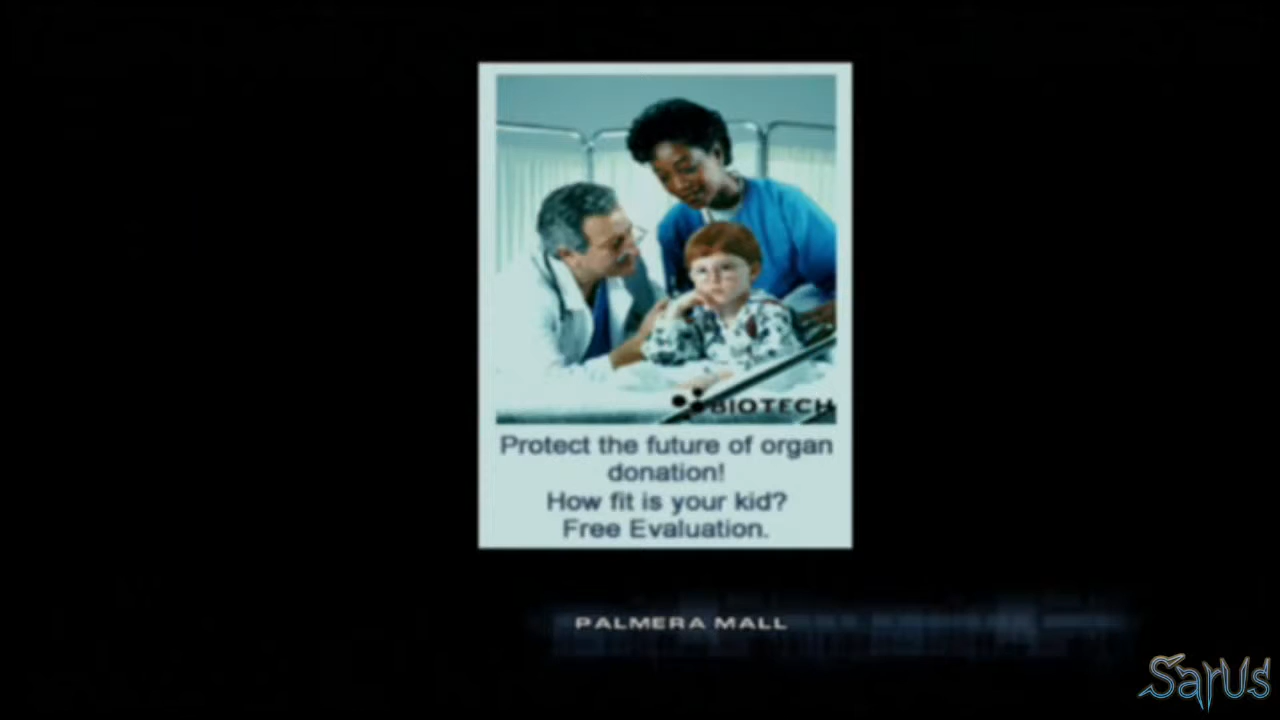 BIOTECH
Protect the future of organ
donation!
How fit is your kid?
Free Evaluation.
PALMERA MALL
SarUs